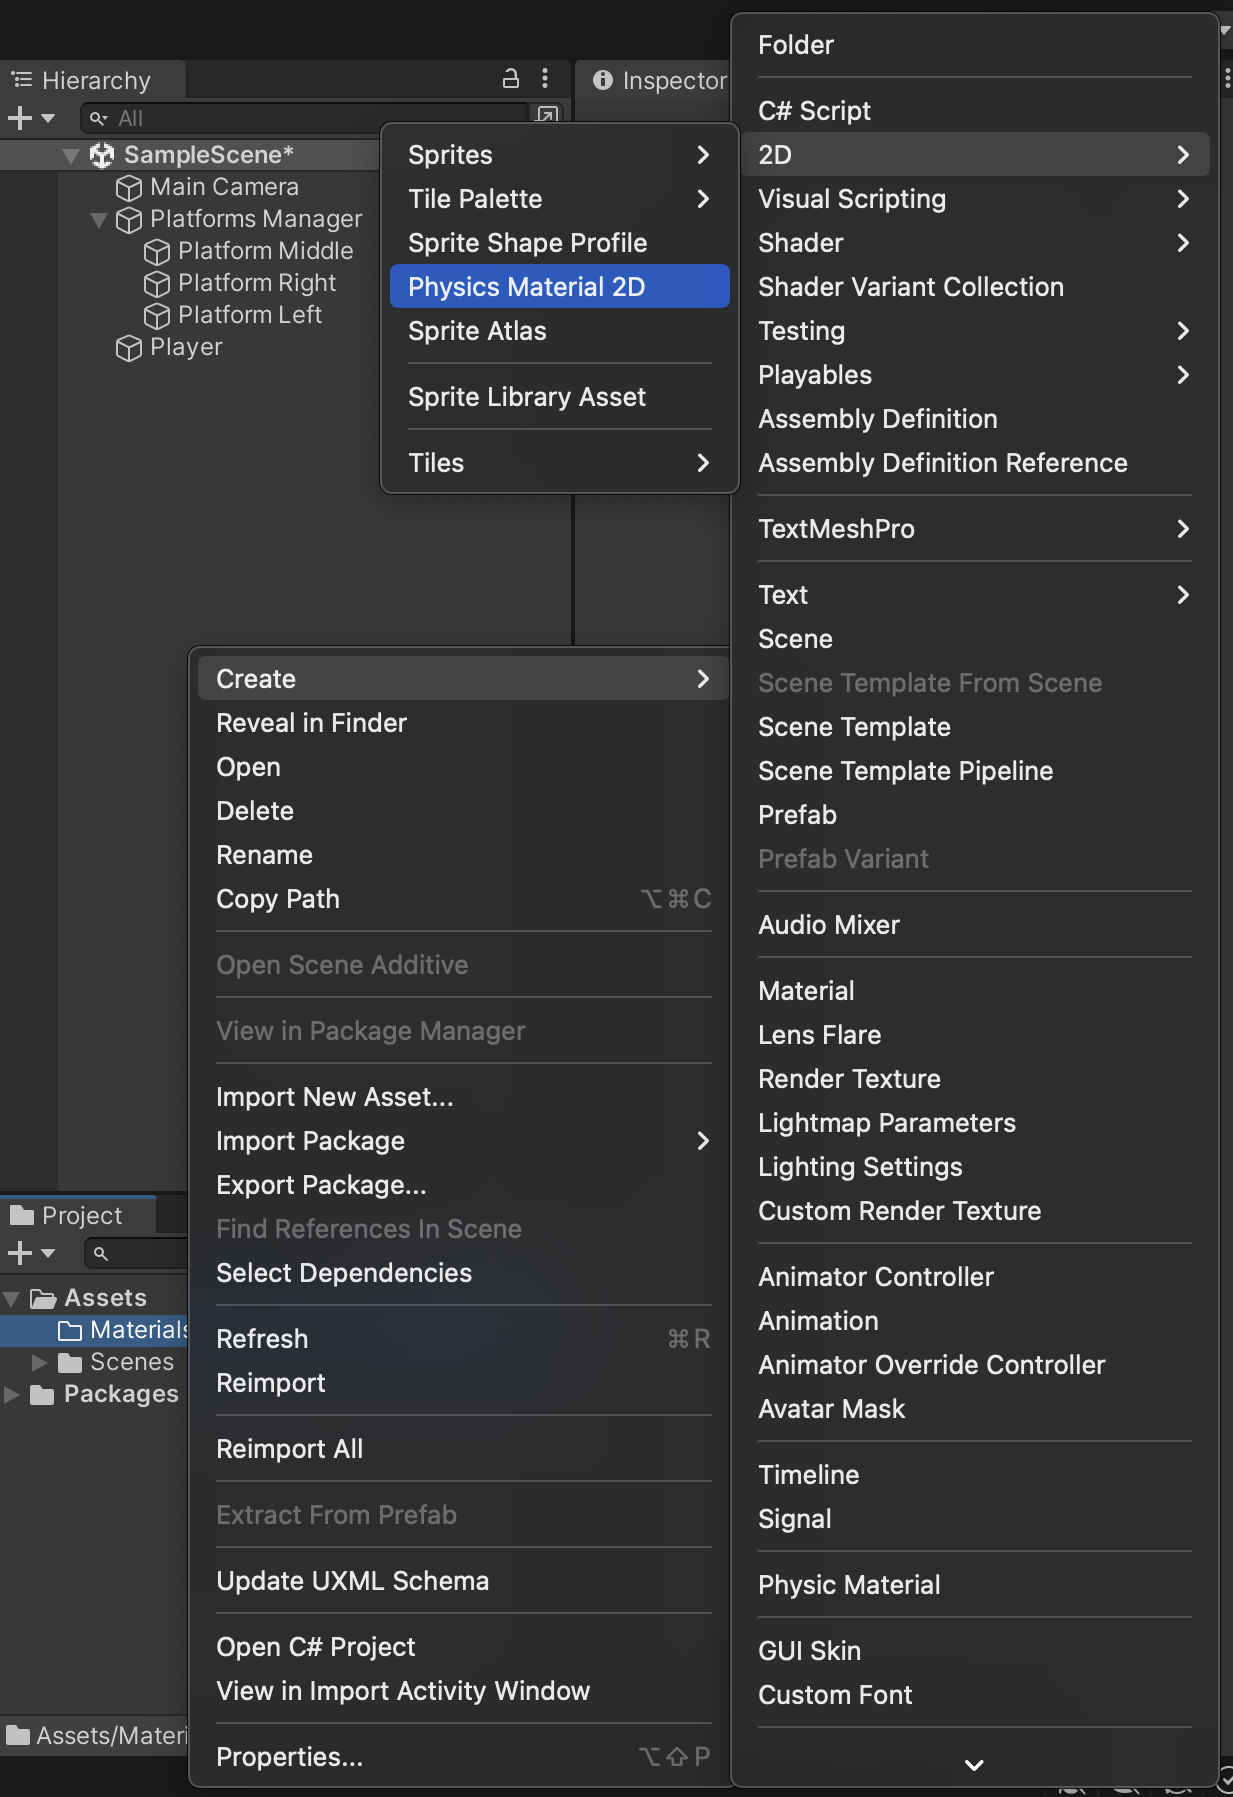 Hierarchy
All
SampleScene*
Main Camera
Platforms Manager
Platform Middle
Platform Right
Platform Left
Player
Inspector
Sprites
Tile Palette
Sprite Shape Profile
Physics Material 2D
Sprite Atlas
Sprite Library Asset
Tiles
Folder
C# Script
2D
Visual Scripting
Shader
Shader Variant Collection
Testing
Playables
Assembly Definition
Assembly Definition Reference
TextMeshPro
Text
Scene
Scene Template From Scene
Scene Template
Scene Template Pipeline
Prefab
Prefab Variant
Audio Mixer
Material
Lens Flare
Render Texture
Lightmap Parameters
Lighting Settings
Custom Render Texture
Animator Controller
Animation
Animator Override Controller
Avatar Mask
Timeline
Signal
Physic Material
GUI Skin
Custom Font
Create
Reveal in Finder
Open
Delete
Rename
Copy Path ⌥⌘C
Open Scene Additive
View in Package Manager
Import New Asset...
Import Package
Export Package...
Find References In Scene
Select Dependencies
Refresh ⌘R
Reimport
Reimport All
Extract From Prefab
Update UXML Schema
Open C# Project
View in Import Activity Window
Properties... ⌥⇧P
Project
Assets
Materials
Scenes
Packages
Assets/Materi